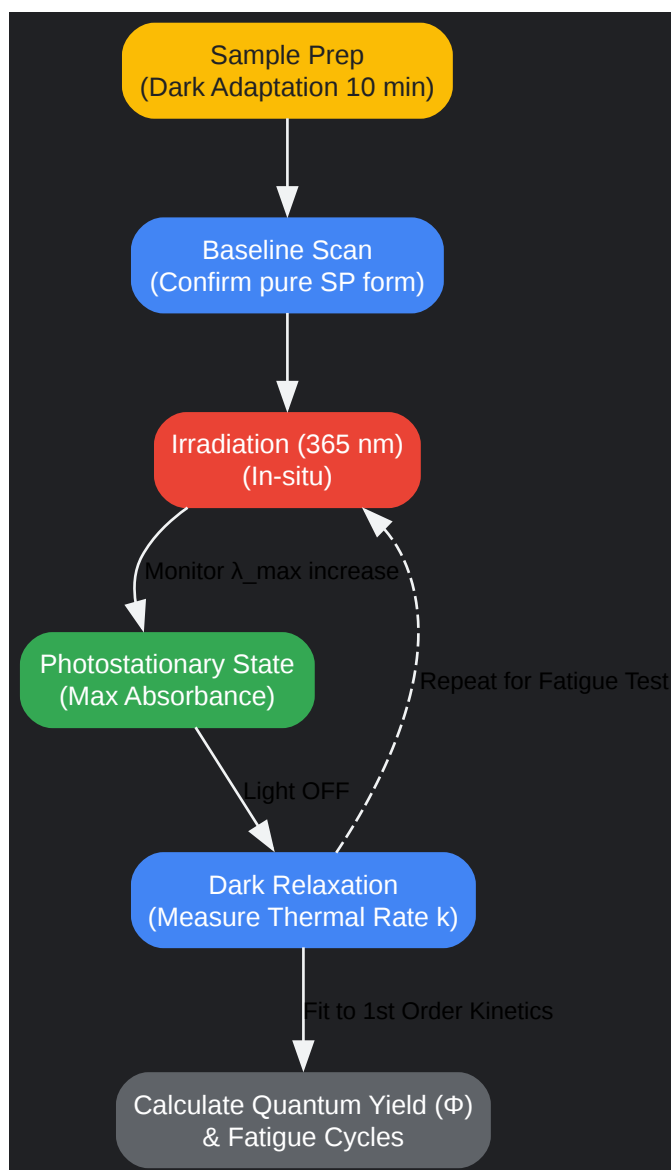 Sample Prep
(Dark Adaptation 10 min)
Baseline Scan
(Confirm pure SP form)
Irradiation (365 nm)
(In-situ)
Monitor λ_max increase
Photostationary State
(Max Absorbance)
Repeat for Fatigue Test
Light OFF
Dark Relaxation
(Measure Thermal Rate k)
Fit to 1st Order Kinetics
Calculate Quantum Yield (Φ)
& Fatigue Cycles